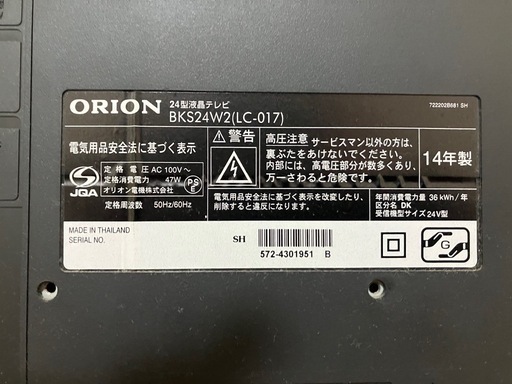 ORION
24型液晶テレビ
BKS24W2(LC-017)
722202B681 SH
電気用品安全法に基づく表示
定格電圧 AC 100V~
定格消費電力 47W
オリオン電機株式会社
定格周波数 50Hz/60Hz
JQA
PS
E
⚠警告
高圧注意 サービスマン以外の方は、
裏ぶたをあけないでください。
内部には、高電圧部分が数多くあり、
万一さわると危険です。
電気用品安全法に基づく表示を改変したり、
削除すると違反となります。
14年製
年間消費電力量 36 kWh/年
区分名 DK
受信機型サイズ 24V型
MADE IN THAILAND
SERIAL NO.
SH
572-4301951 B
G